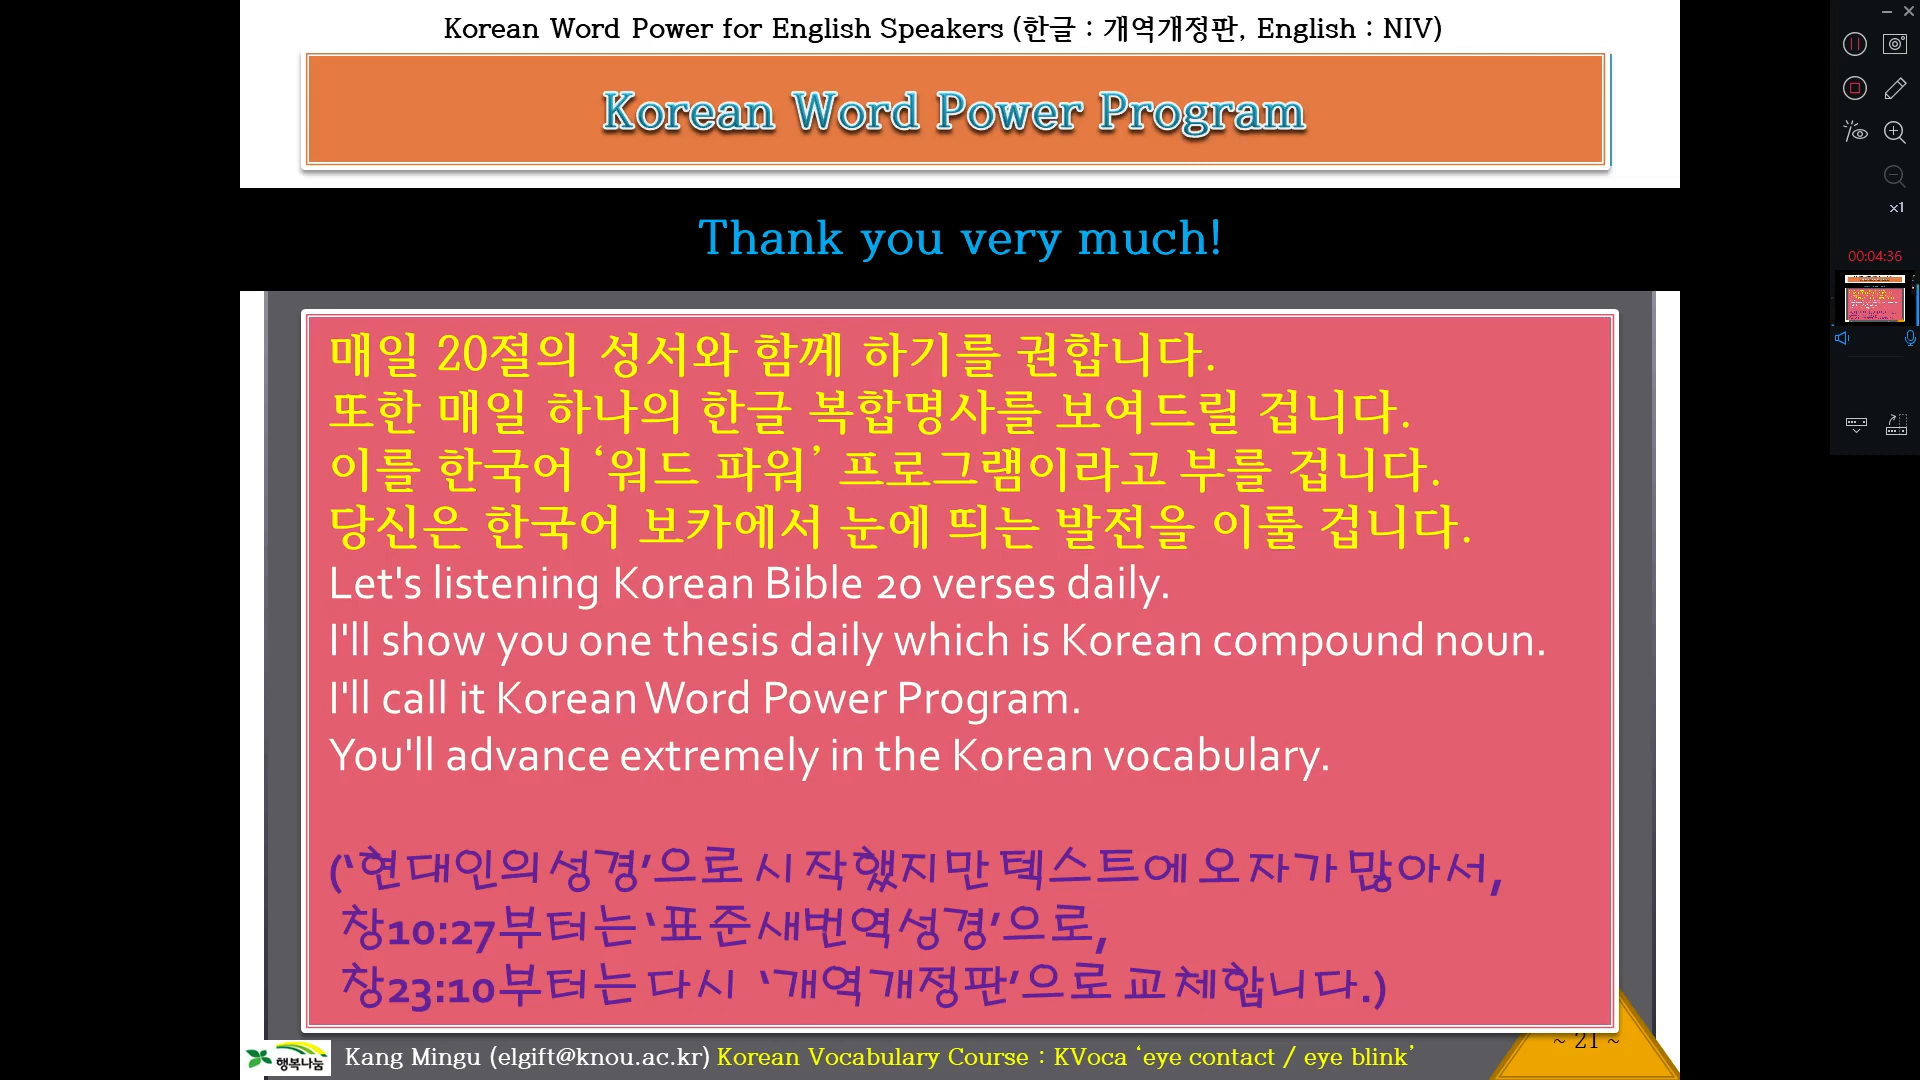 Korean Word Power for English Speakers (한글 : 개역개정판, English : NIV)
Korean Word Power Program
Thank you very much!
매일 20절의 성서와 함께 하기를 권합니다.
또한 매일 하나의 한글 복합명사를 보여드릴 겁니다.
이를 한국어 ‘워드 파워’ 프로그램이라고 부를 겁니다.
당신은 한국어 보카에서 눈에 띄는 발전을 이룰 겁니다.
Let's listening Korean Bible 20 verses daily.
I'll show you one thesis daily which is Korean compound noun.
I'll call it Korean Word Power Program.
You'll advance extremely in the Korean vocabulary.
(‘현대인의성경’으로 시작했지만 텍스트에 오자가 많아서,
창10:27부터는 ‘표준새번역성경’으로,
창23:10부터는 다시 ‘개역개정판’으로 교체합니다.)
행복나눔 Kang Mingu (elgift@knou.ac.kr) Korean Vocabulary Course : KVoca ‘eye contact / eye blink’
~ 21 ~
x1
00:04:36